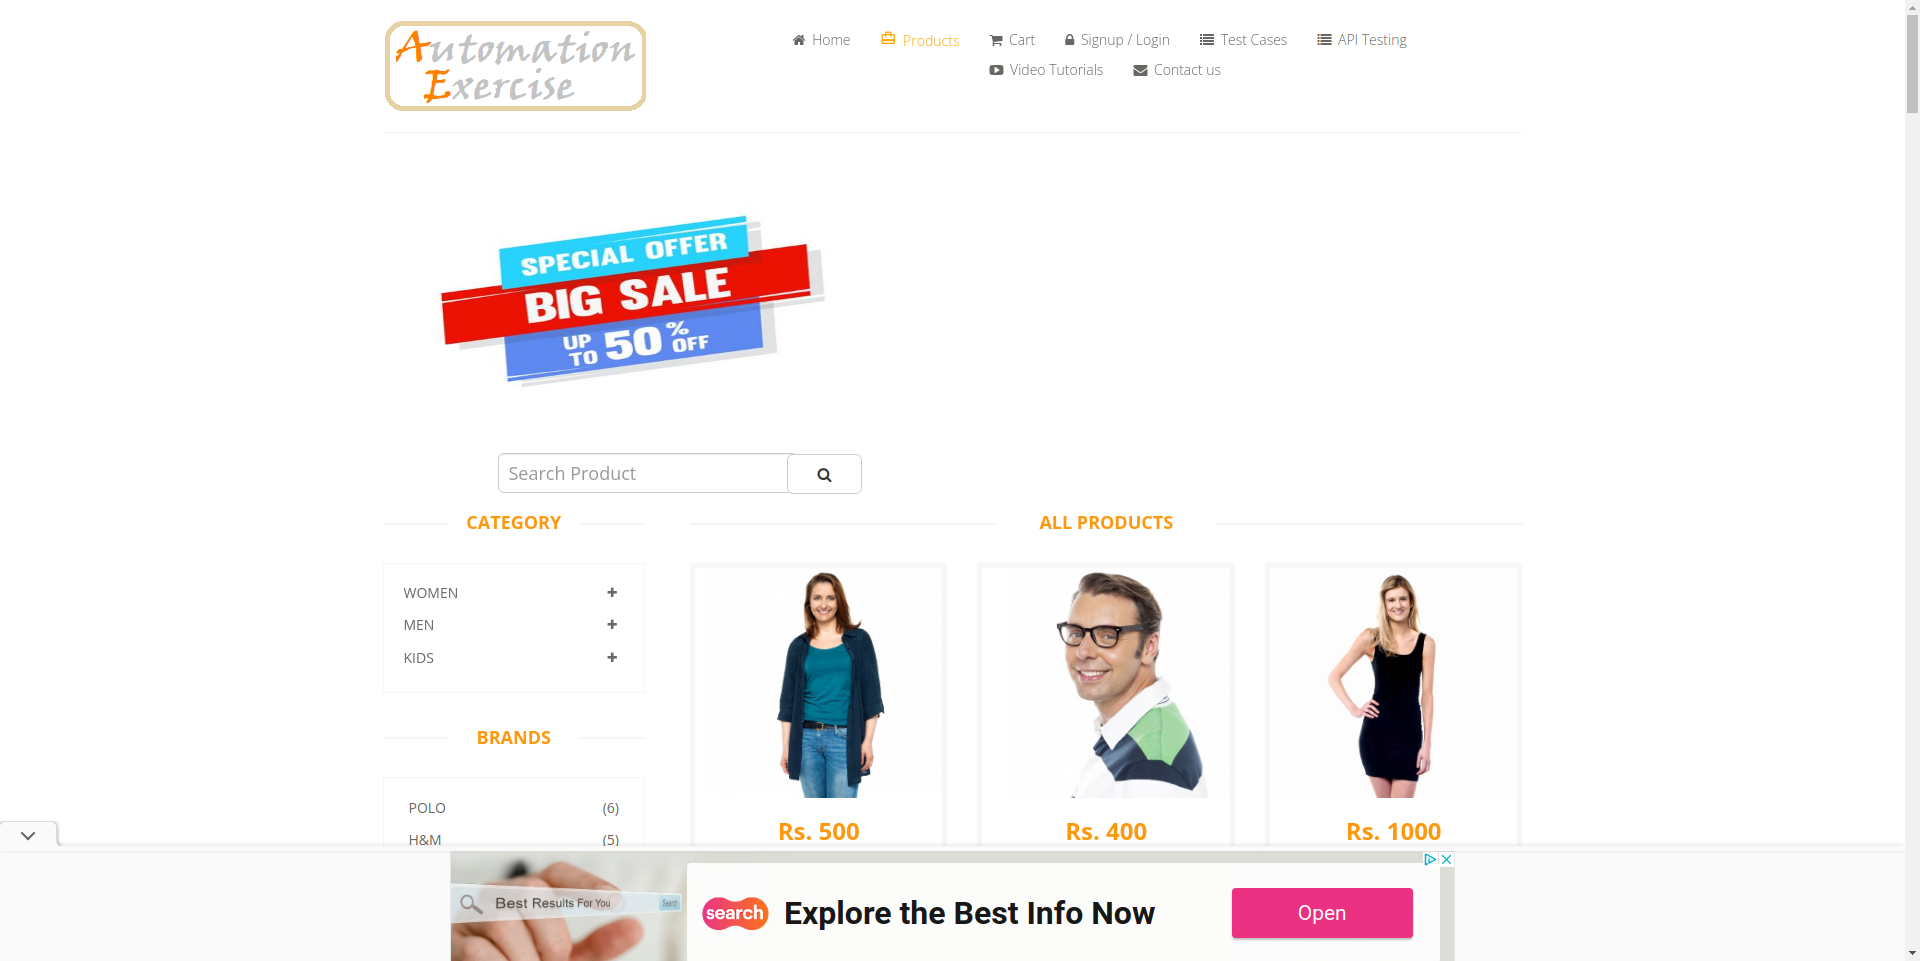 Automation
Exercise
Home
Products
Cart
Signup / Login
Test Cases
API Testing
Video Tutorials
Contact us
SPECIAL OFFER
BIG SALE
UP TO 50% OFF
Search Product
CATEGORY
ALL PRODUCTS
WOMEN
MEN
KIDS
BRANDS
POLO (6)
H&M (5)
Rs. 500
Rs. 400
Rs. 1000
Best Results For You
Search
search
Explore the Best Info Now
Open